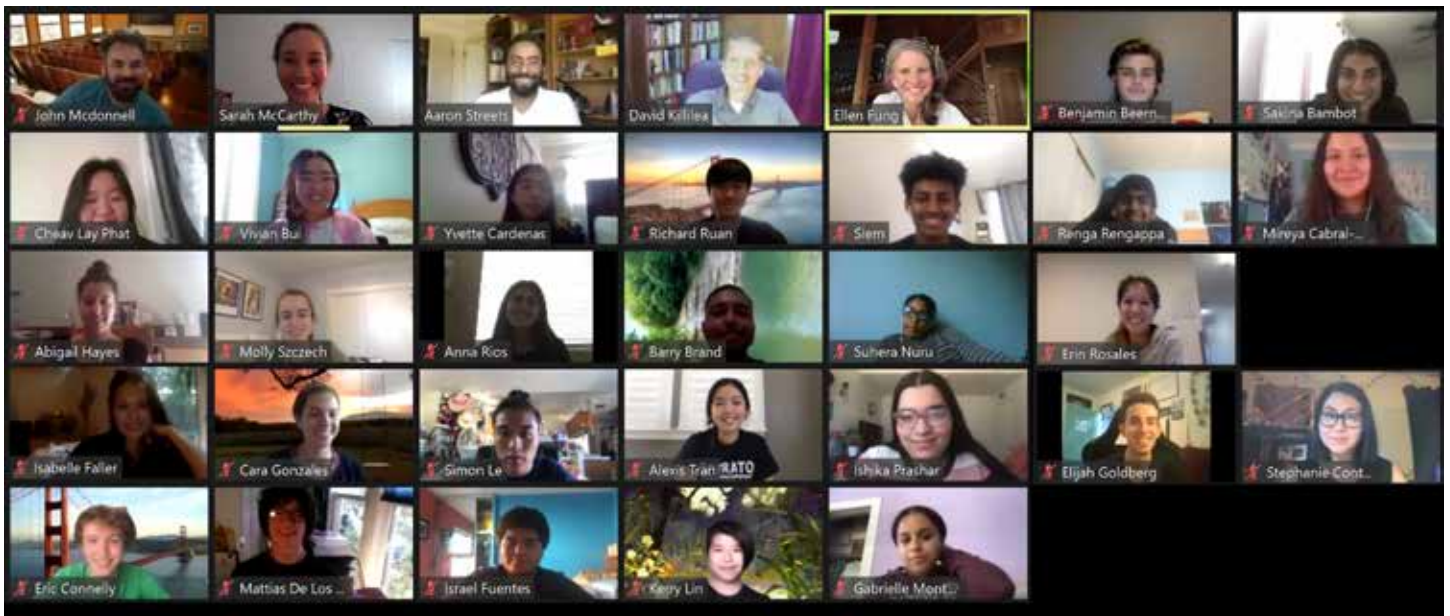 John Mcdonnell
Sarah McCarthy
Aaron Streets
David Killilea
Ellen Fung
Benjamin Beern...
Sakina Bambot
Cheav Lay Phat
Vivian Bui
Yvette Cardenas
Richard Ruan
Siem
Renga Rengappa
Mireya Cabral-...
Abigail Hayes
Molly Szczech
Anna Rios
Barry Brand
Suhera Nuru
Erin Rosales
Isabelle Faller
Cara Gonzales
Simon Le
Alexis Tran
RATO
Ishika Prashar
Elijah Goldberg
Stephanie Cont...
Eric Connelly
Mattias De Los ...
Israel Fuentes
Kerry Lin
Gabrielle Mont...